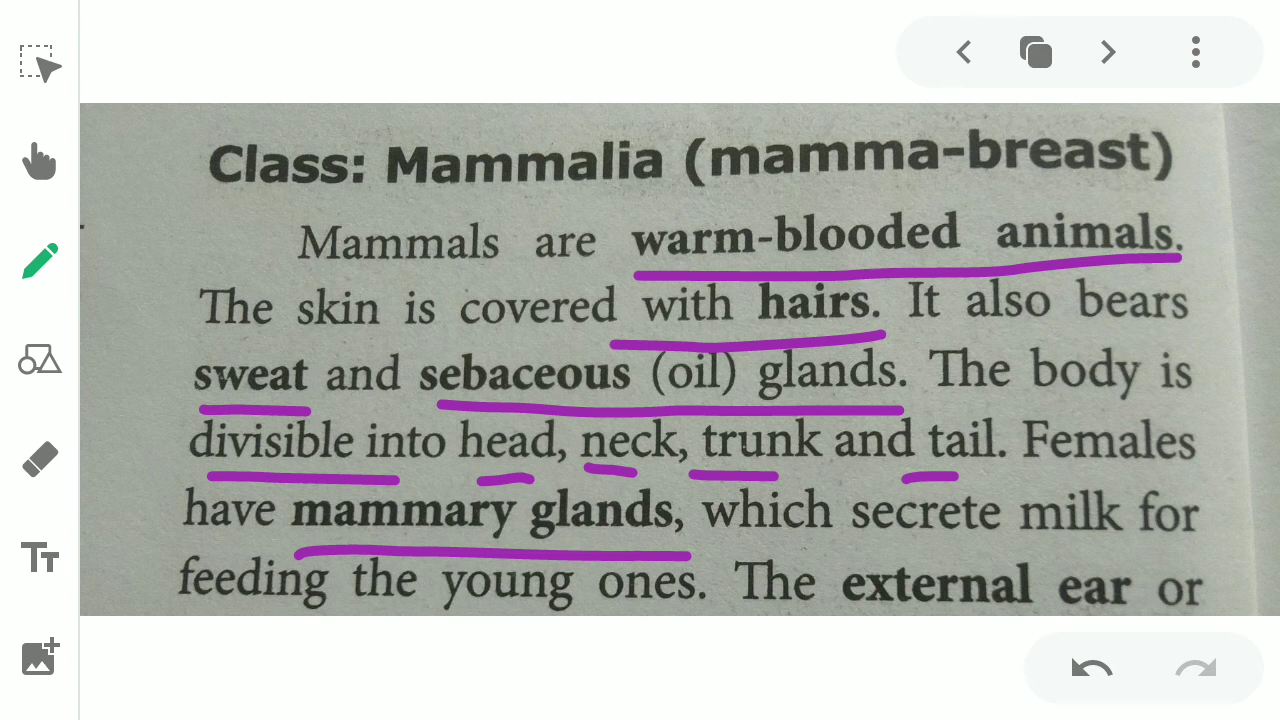 Class: Mammalia (mamma-breast)
Mammals are warm-blooded animals.
The skin is covered with hairs. It also bears
sweat and sebaceous (oil) glands. The body is
divisible into head, neck, trunk and tail. Females
have mammary glands, which secrete milk for
feeding the young ones. The external ear or